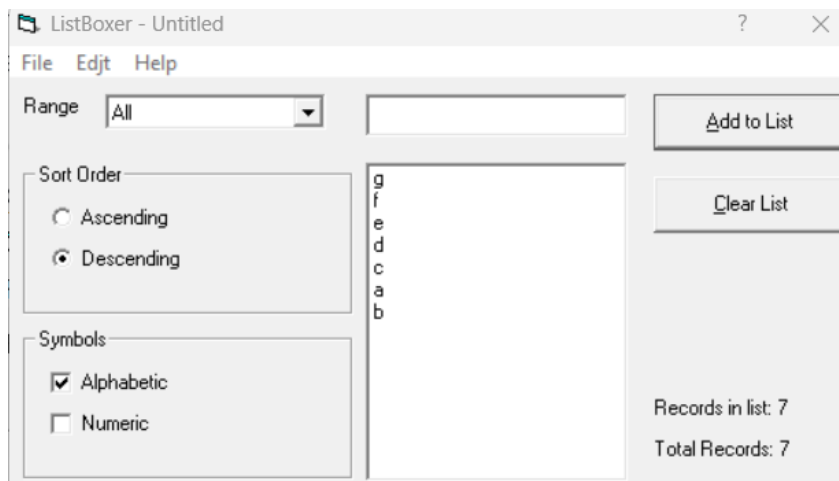 ListBoxer - Untitled
?
File Edjt Help
Range
All
Add to List
Sort Order
Ascending
Descending
g
f
e
d
c
a
b
Clear List
Symbols
Alphabetic
Numeric
Records in list: 7
Total Records: 7